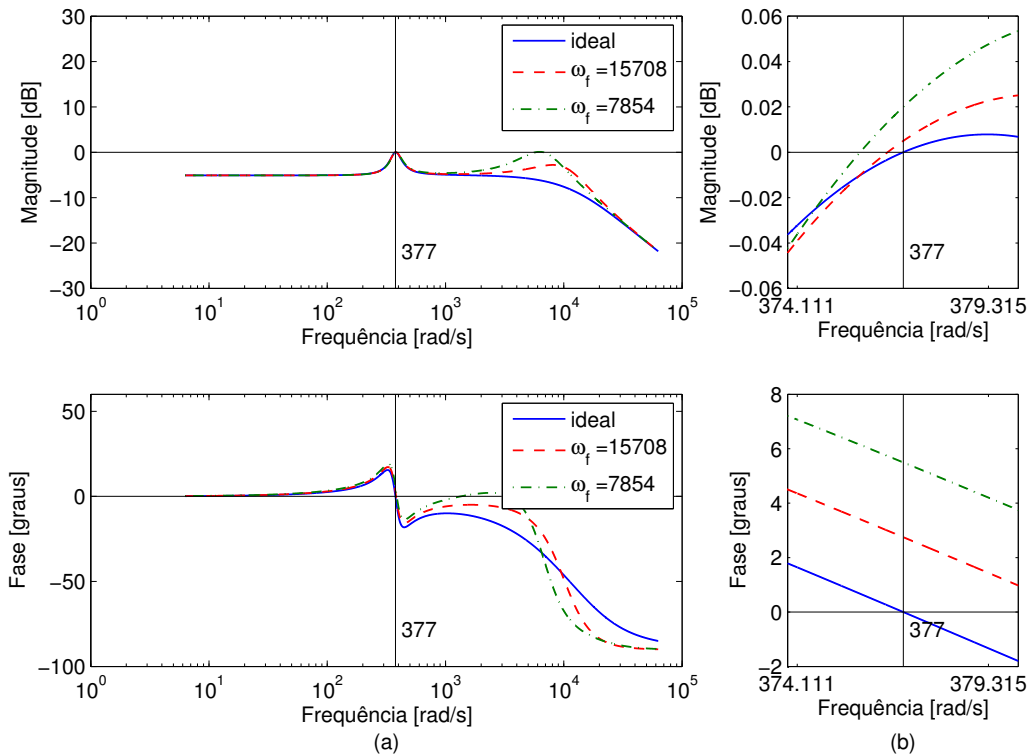 Magnitude [dB]
30
20
10
0
−10
−20
−30
ideal
ω_f =15708
ω_f =7854
377
10^0
10^1
10^2
10^3
10^4
10^5
Frequência [rad/s]
Magnitude [dB]
0.06
0.04
0.02
0
−0.02
−0.04
−0.06
377
374.111
379.315
Frequência [rad/s]
Fase [graus]
50
0
−50
−100
ideal
ω_f =15708
ω_f =7854
377
10^0
10^1
10^2
10^3
10^4
10^5
Frequência [rad/s]
(a)
Fase [graus]
8
6
4
2
0
−2
377
374.111
379.315
Frequência [rad/s]
(b)